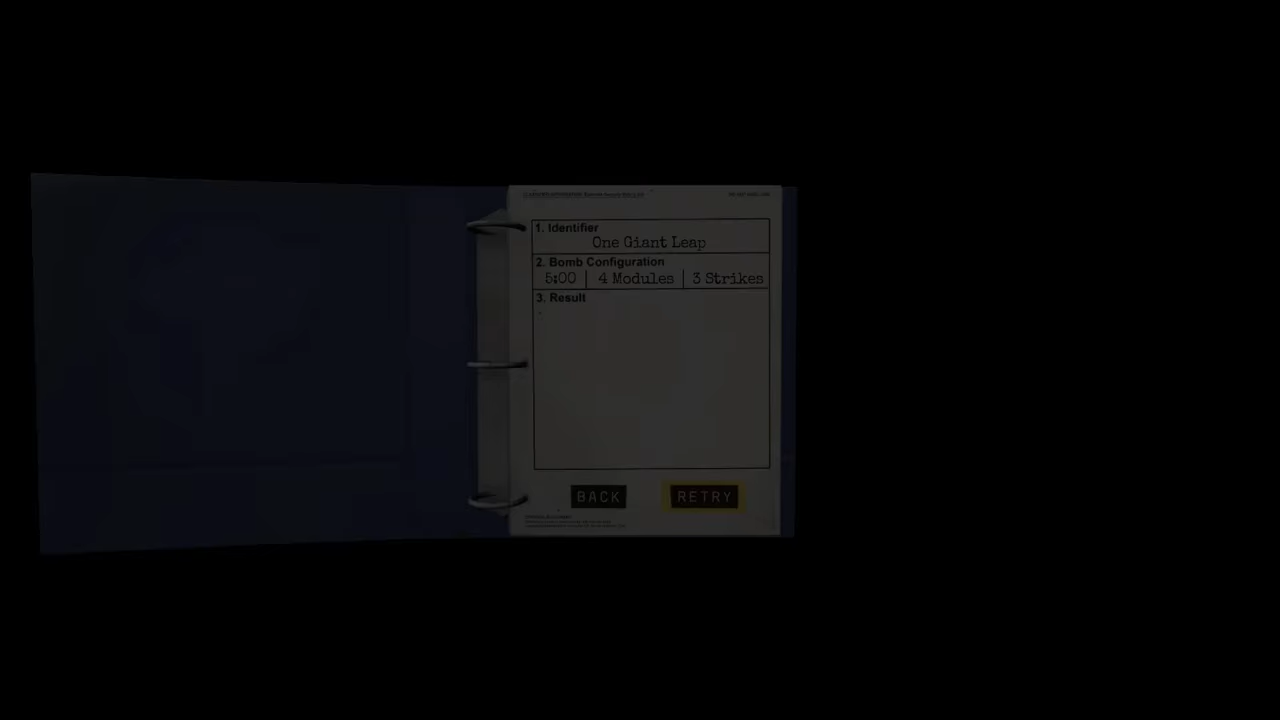 1. Identifier
One Giant Leap
2. Bomb Configuration
5:00 | 4 Modules | 3 Strikes
3. Result
BACK RETRY